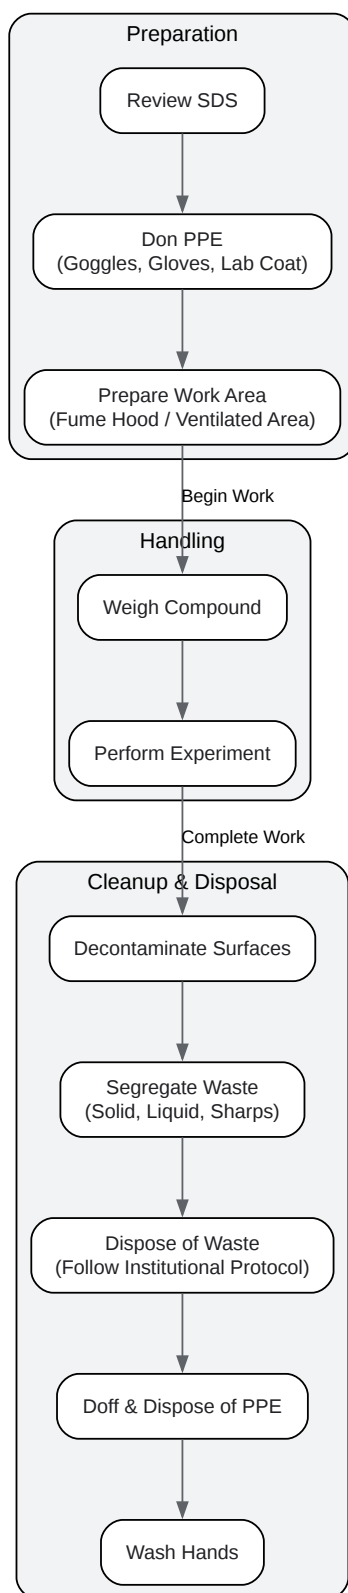 Preparation
Review SDS
Don PPE
(Goggles, Gloves, Lab Coat)
Prepare Work Area
(Fume Hood / Ventilated Area)
Begin Work
Handling
Weigh Compound
Perform Experiment
Complete Work
Cleanup & Disposal
Decontaminate Surfaces
Segregate Waste
(Solid, Liquid, Sharps)
Dispose of Waste
(Follow Institutional Protocol)
Doff & Dispose of PPE
Wash Hands